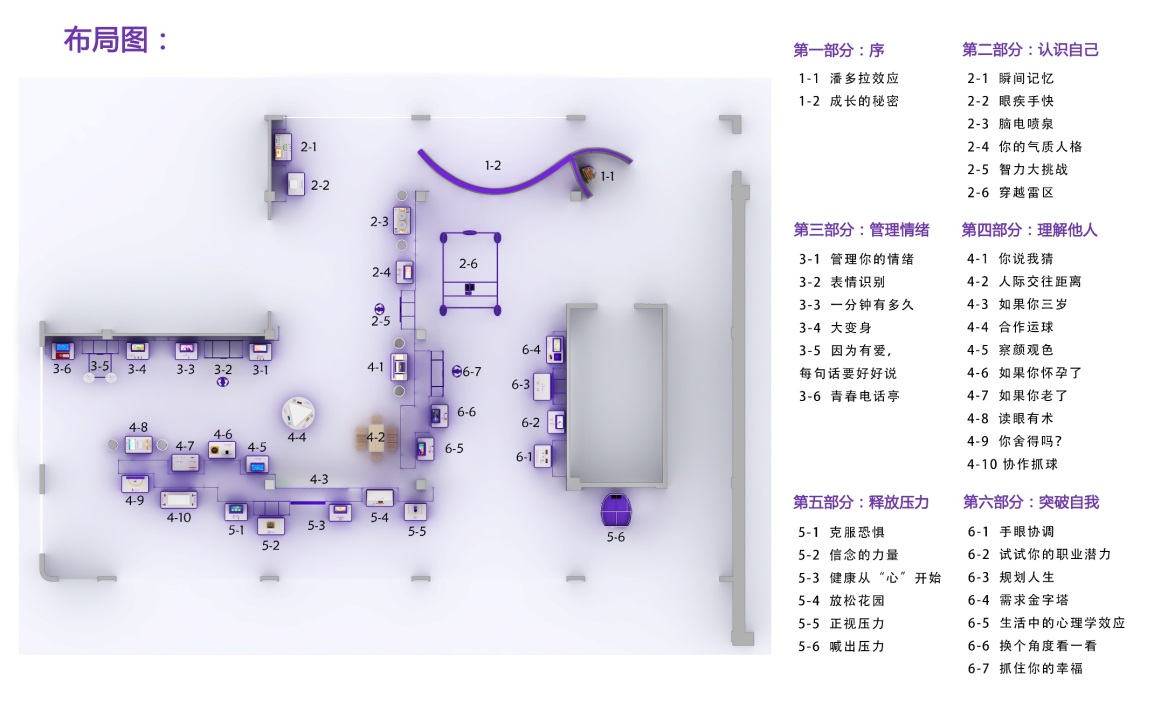 布局图：
2-1
2-2
1-2
1-1
2-3
2-4
2-6
2-5
3-6
3-5
3-4
3-3
3-2
3-1
4-1
6-7
6-4
6-3
6-6
6-2
4-8
4-7
4-6
4-5
4-4
4-2
6-5
6-1
4-3
4-9
4-10
5-1
5-2
5-3
5-4
5-5
5-6
第一部分：序
1-1 潘多拉效应
1-2 成长的秘密
第二部分：认识自己
2-1 瞬间记忆
2-2 眼疾手快
2-3 脑电喷泉
2-4 你的气质人格
2-5 智力大挑战
2-6 穿越雷区
第三部分：管理情绪
3-1 管理你的情绪
3-2 表情识别
3-3 一分钟有多久
3-4 大变身
3-5 因为有爱，
每句话要好好说
3-6 青春电话亭
第四部分：理解他人
4-1 你说我猜
4-2 人际交往距离
4-3 如果你三岁
4-4 合作运球
4-5 察颜观色
4-6 如果你怀孕了
4-7 如果你老了
4-8 读眼有术
4-9 你舍得吗？
4-10 协作抓球
第五部分：释放压力
5-1 克服恐惧
5-2 信念的力量
5-3 健康从“心”开始
5-4 放松花园
5-5 正视压力
5-6 喊出压力
第六部分：突破自我
6-1 手眼协调
6-2 试试你的职业潜力
6-3 规划人生
6-4 需求金字塔
6-5 生活中的心理学效应
6-6 换个角度看一看
6-7 抓住你的幸福